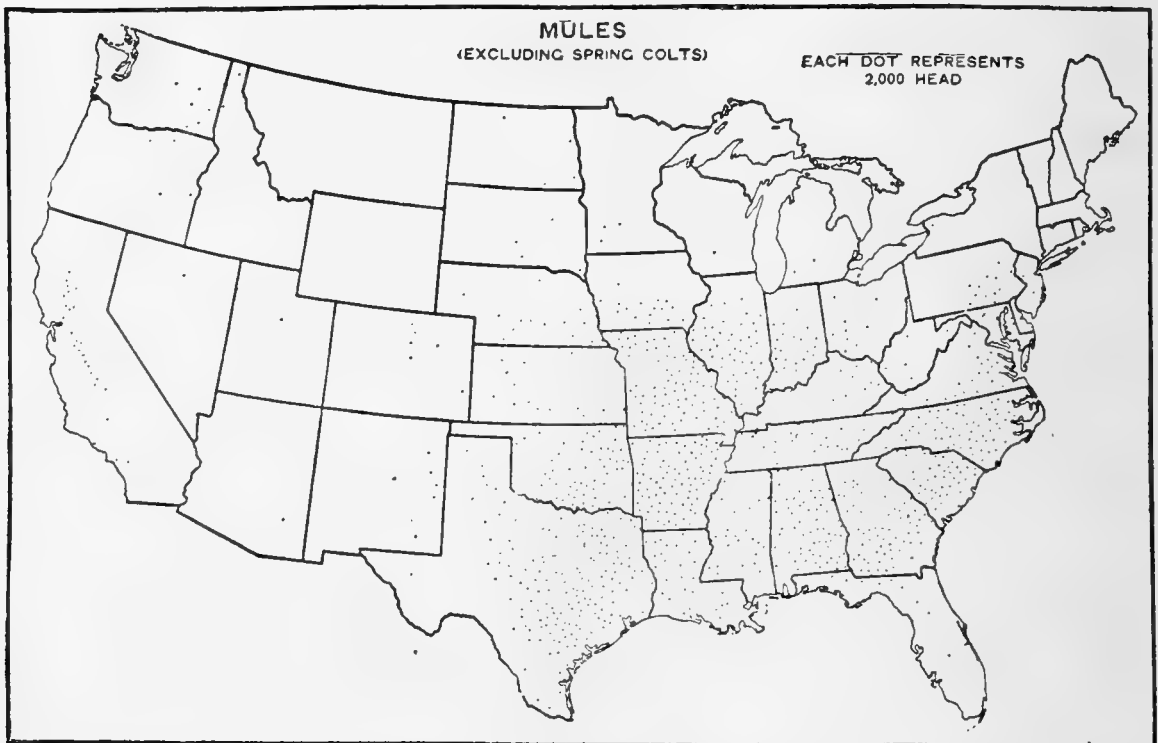 MULES
(EXCLUDING SPRING COLTS)
EACH DOT REPRESENTS
2,000 HEAD